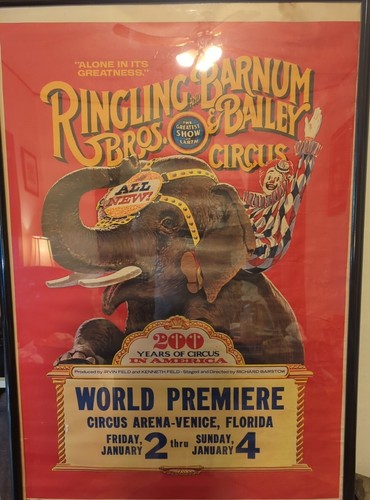 "ALONE IN ITS
GREATNESS."
RINGLING BROS. AND BARNUM
& BAILEY
CIRCUS
THE
GREATEST
SHOW
ON
EARTH
ALL
NEW!
200
YEARS OF CIRCUS
IN AMERICA
Produced by IRVIN FELD and KENNETH FELD · Staged and Directed by RICHARD BARSTOW
WORLD PREMIERE
CIRCUS ARENA-VENICE, FLORIDA
FRIDAY, JANUARY 2 thru SUNDAY, JANUARY 4